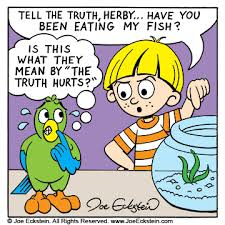 TELL THE TRUTH, HERBY... HAVE YOU
BEEN EATING MY FISH?
IS THIS
WHAT THEY
MEAN BY "THE
TRUTH HURTS?"
Joe Eckstein
© Joe Eckstein. All Rights Reserved. www.JoeEckstein.com